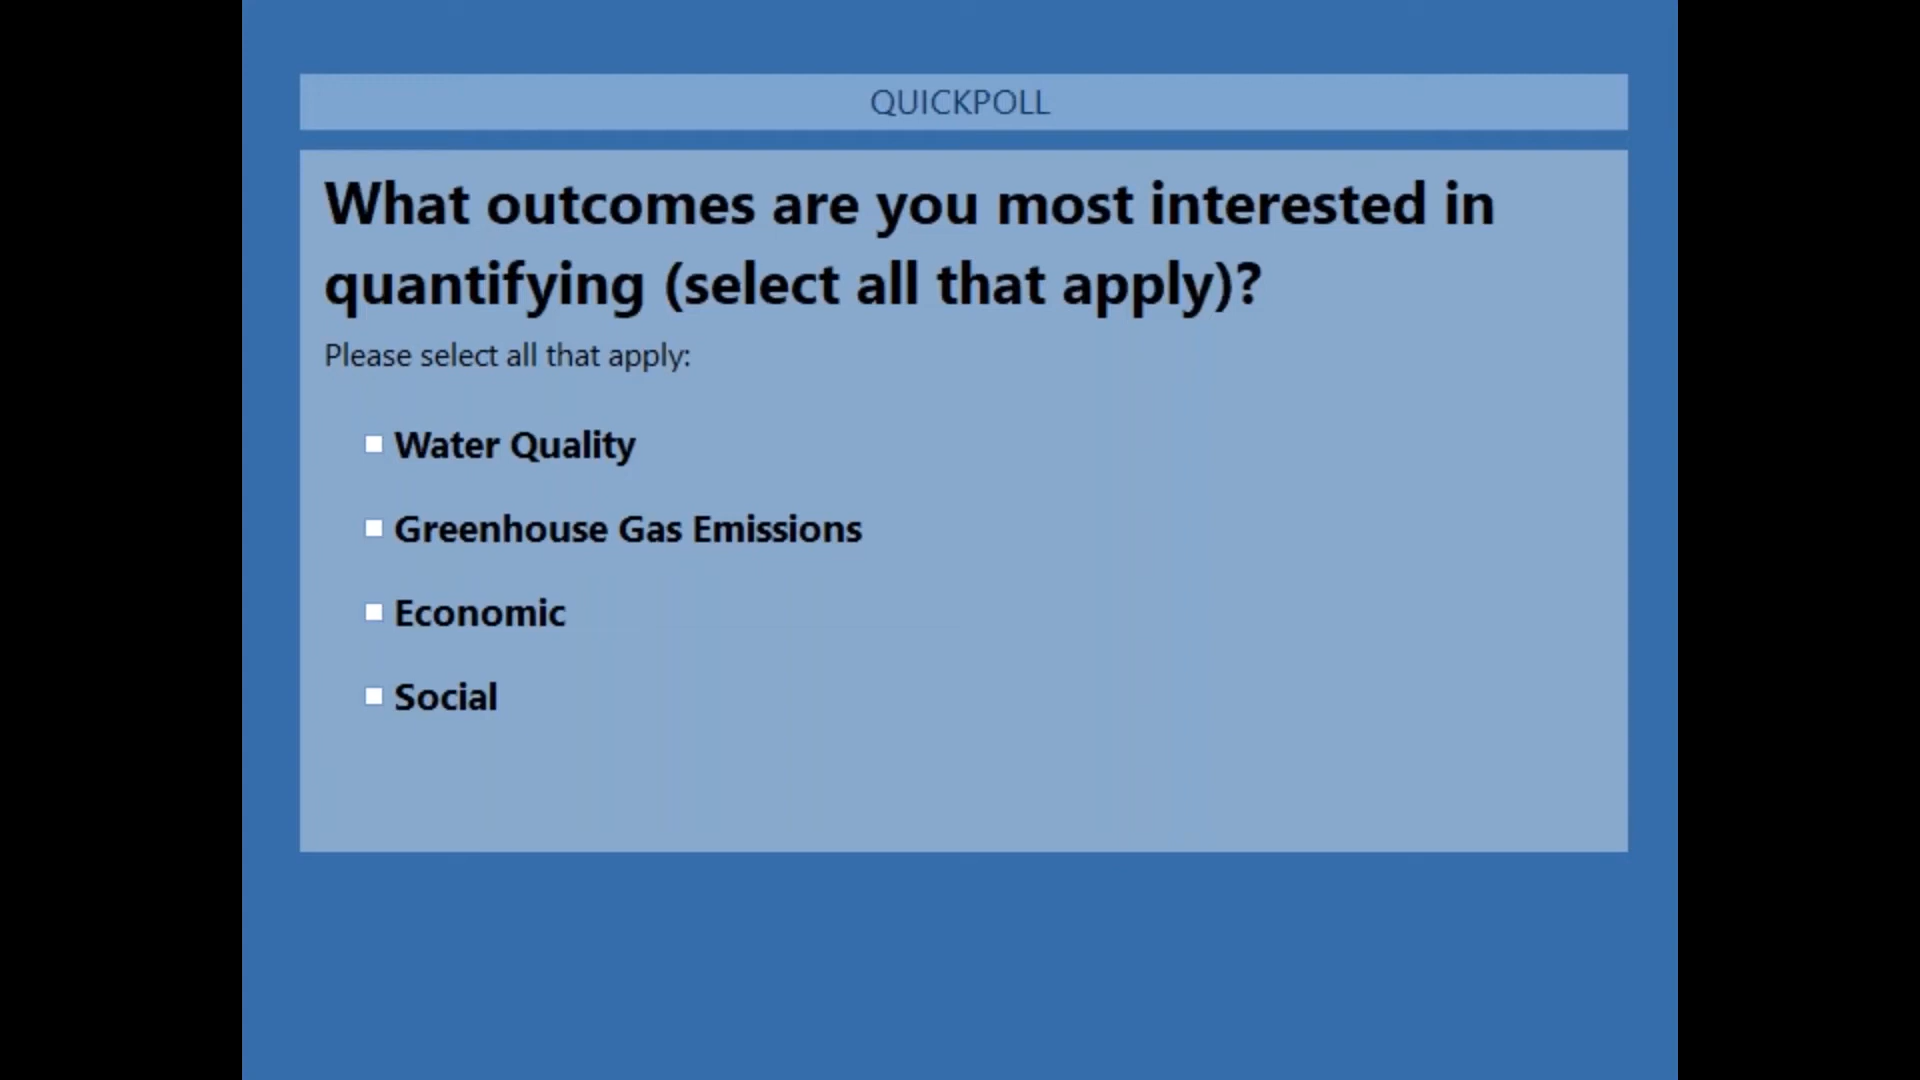 QUICKPOLL
What outcomes are you most interested in
quantifying (select all that apply)?
Please select all that apply:
Water Quality
Greenhouse Gas Emissions
Economic
Social